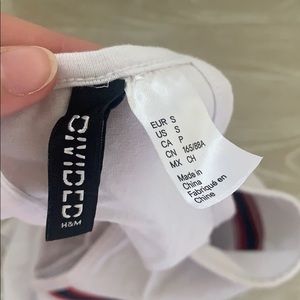 DIVIDED
H&M
EUR S
US S
CA P
CN 165/88A
MX CH
Made in
China
Fabriqué en
Chine